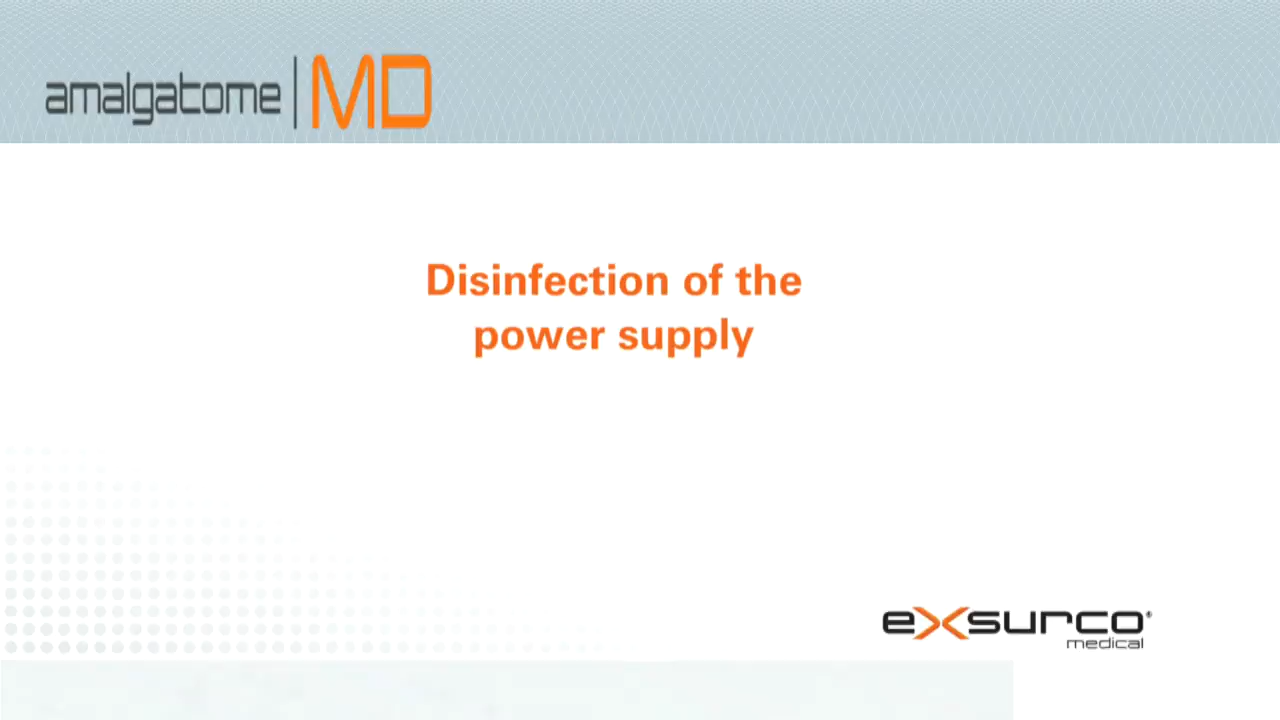 amalgatome | MD
Disinfection of the
power supply
exsurco®
medical